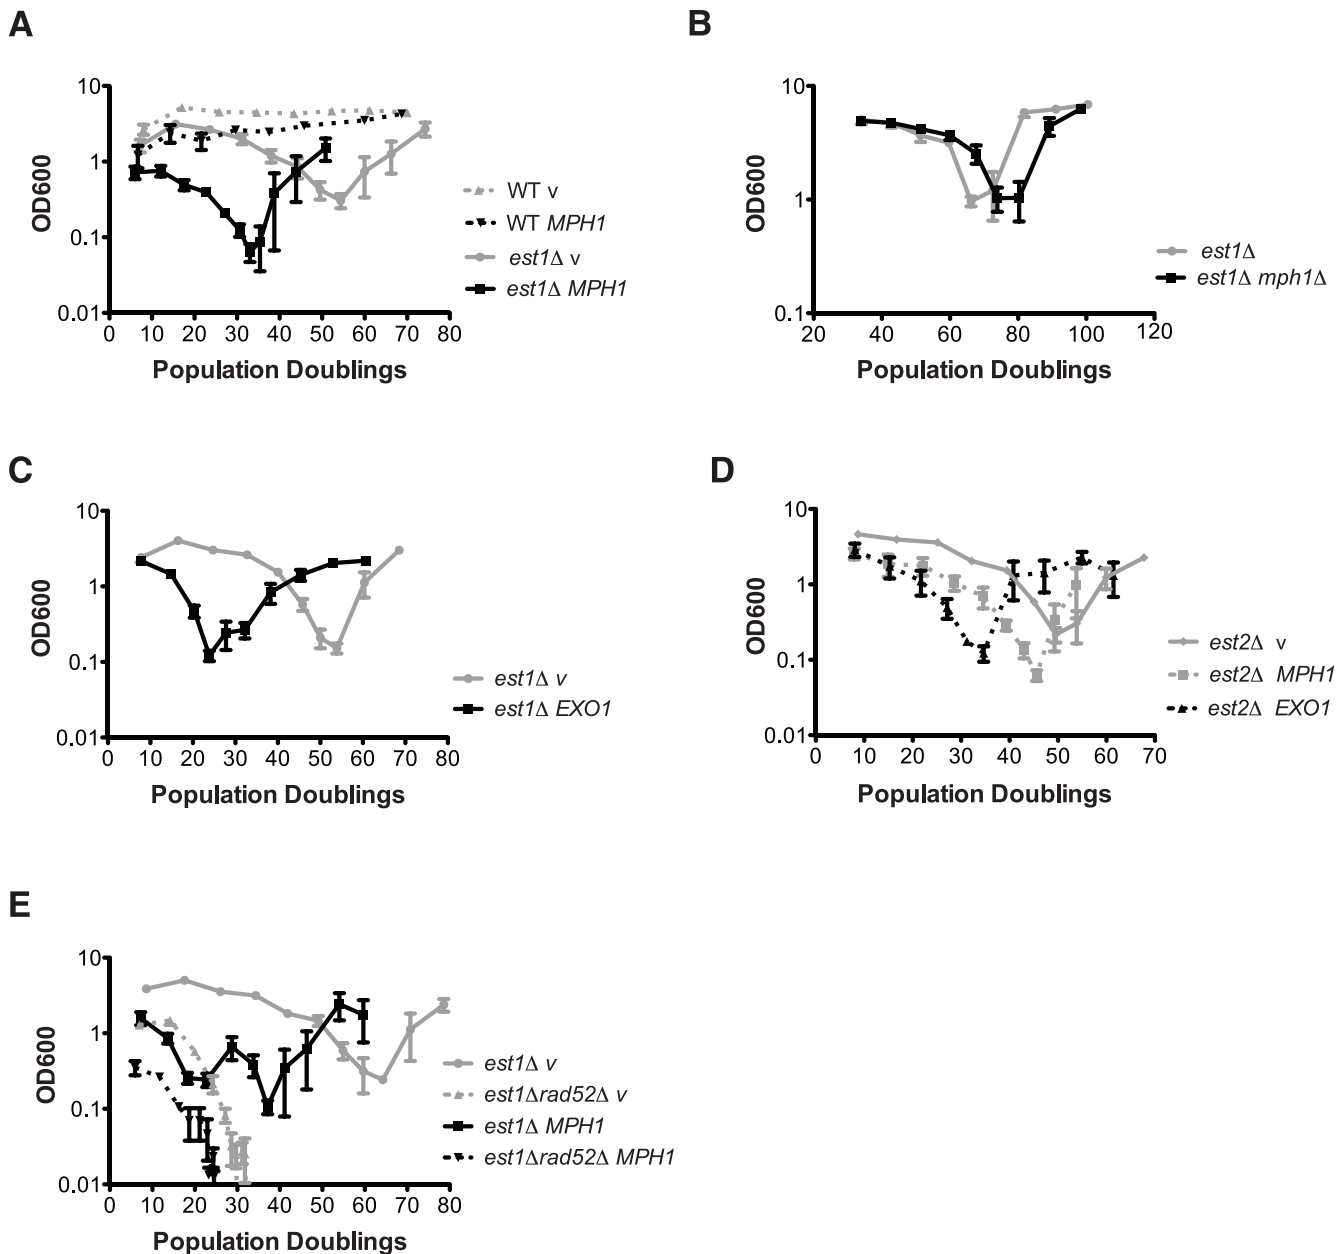 A
OD600
10
1
0.1
0.01
0 10 20 30 40 50 60 70 80
Population Doublings
WT v
WT MPH1
est1Δ v
est1Δ MPH1
B
OD600
10
1
0.1
20 40 60 80 100 120
Population Doublings
est1Δ
est1Δ mph1Δ
C
OD600
10
1
0.1
0.01
0 10 20 30 40 50 60 70 80
Population Doublings
est1Δ v
est1Δ EXO1
D
OD600
10
1
0.1
0.01
0 10 20 30 40 50 60 70
Population Doublings
est2Δ v
est2Δ MPH1
est2Δ EXO1
E
OD600
10
1
0.1
0.01
0 10 20 30 40 50 60 70 80
Population Doublings
est1Δ v
est1Δrad52Δ v
est1Δ MPH1
est1Δrad52Δ MPH1